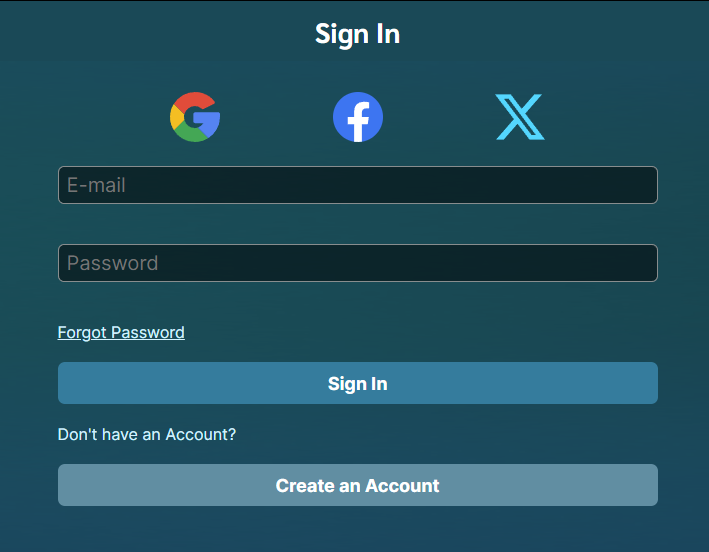 Sign In
E-mail
Password
Forgot Password
Sign In
Don't have an Account?
Create an Account